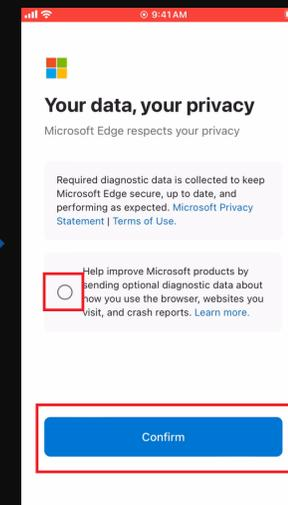 9:41 AM
Your data, your privacy
Microsoft Edge respects your privacy
Required diagnostic data is collected to keep
Microsoft Edge secure, up to date, and
performing as expected. Microsoft Privacy
Statement | Terms of Use.
Help improve Microsoft products by
sending optional diagnostic data about
how you use the browser, websites you
visit, and crash reports. Learn more.
Confirm